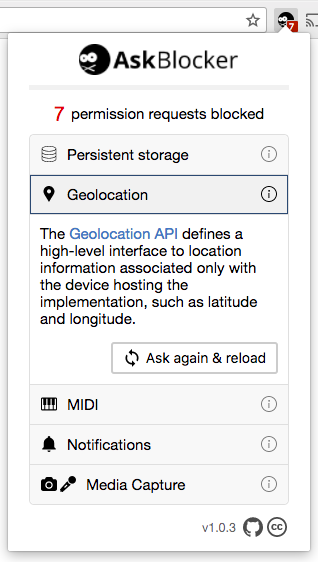 7
AskBlocker
7 permission requests blocked
Persistent storage
Geolocation
The Geolocation API defines a
high-level interface to location
information associated only with
the device hosting the
implementation, such as latitude
and longitude.
Ask again & reload
MIDI
Notifications
Media Capture
v1.0.3 cc